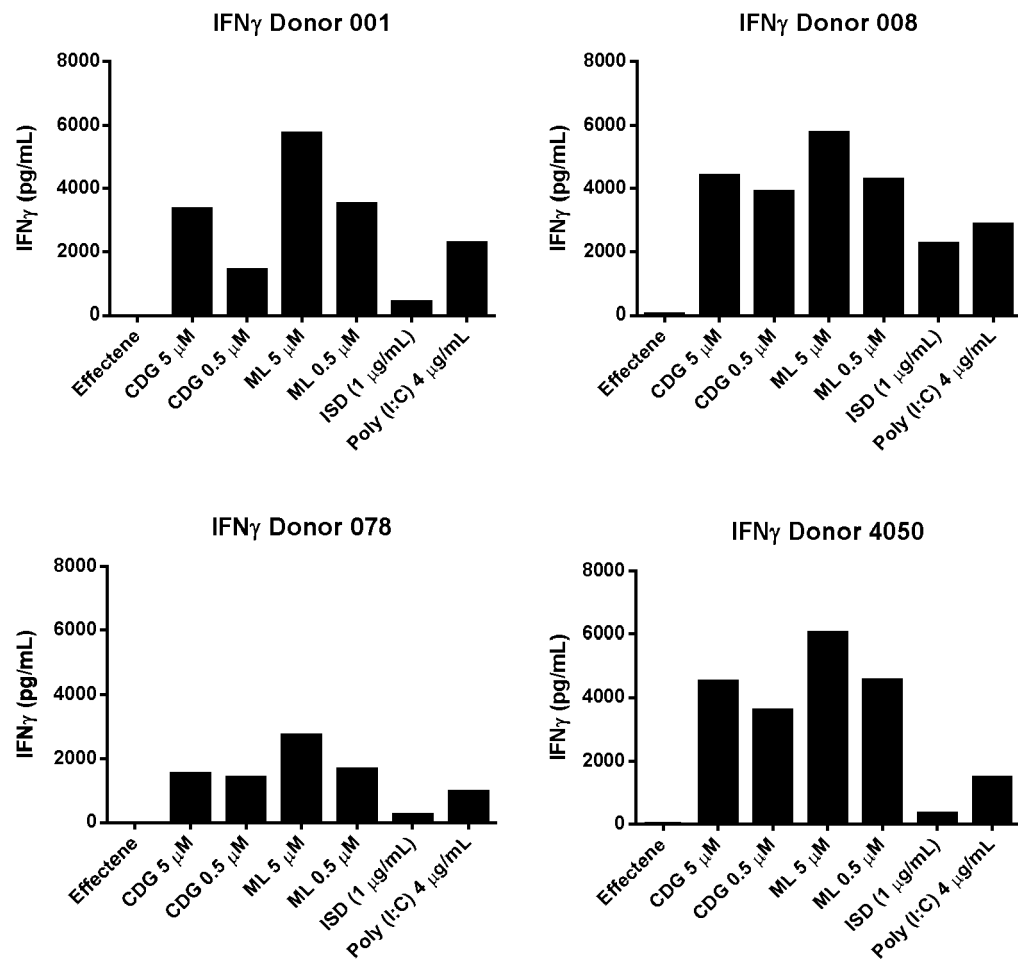 IFNγ Donor 001
IFNγ (pg/mL)
8000
6000
4000
2000
0
Effectene
CDG 5 μM
CDG 0.5 μM
ML 5 μM
ML 0.5 μM
ISD (1 μg/mL)
Poly (I:C) 4 μg/mL
IFNγ Donor 008
IFNγ (pg/mL)
8000
6000
4000
2000
0
Effectene
CDG 5 μM
CDG 0.5 μM
ML 5 μM
ML 0.5 μM
ISD (1 μg/mL)
Poly (I:C) 4 μg/mL
IFNγ Donor 078
IFNγ (pg/mL)
8000
6000
4000
2000
0
Effectene
CDG 5 μM
CDG 0.5 μM
ML 5 μM
ML 0.5 μM
ISD (1 μg/mL)
Poly (I:C) 4 μg/mL
IFNγ Donor 4050
IFNγ (pg/mL)
8000
6000
4000
2000
0
Effectene
CDG 5 μM
CDG 0.5 μM
ML 5 μM
ML 0.5 μM
ISD (1 μg/mL)
Poly (I:C) 4 μg/mL